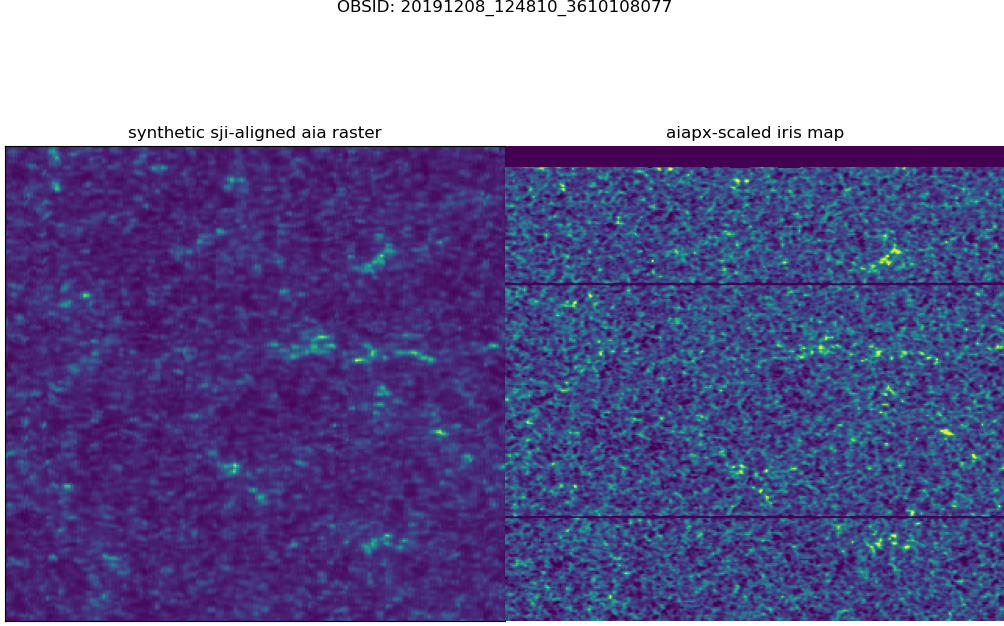 OBSID: 20191208_124810_3610108077
synthetic sji-aligned aia raster
aiapx-scaled iris map